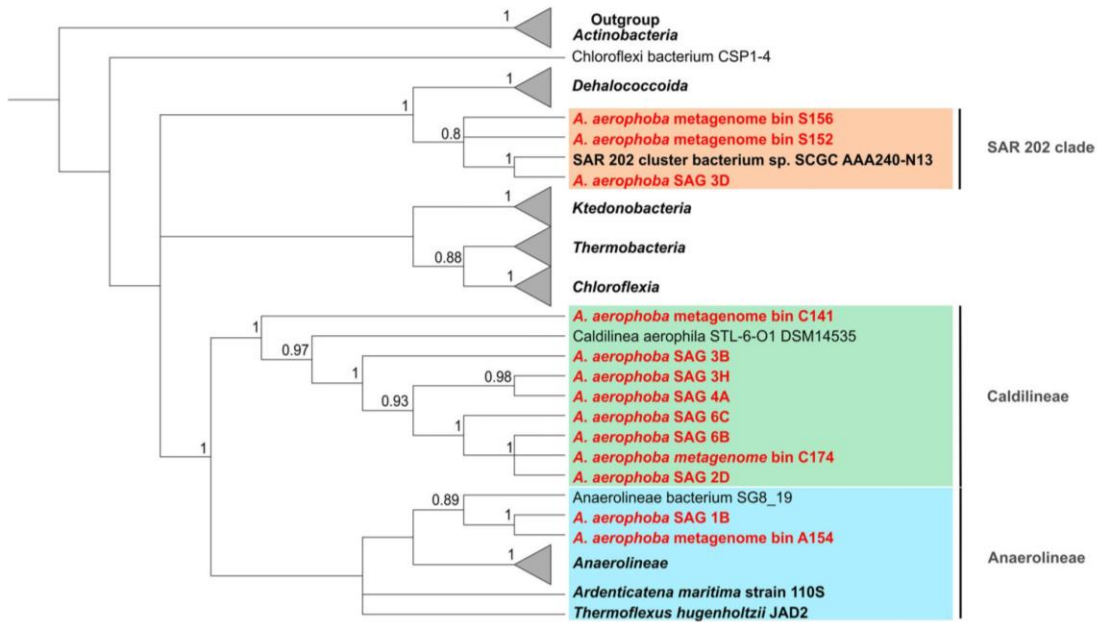 1
Outgroup
Actinobacteria
Chloroflexi bacterium CSP1-4
1
Dehalococcoida
1
A. aerophoba metagenome bin S156
0.8
A. aerophoba metagenome bin S152
SAR 202 clade
1
SAR 202 cluster bacterium sp. SCGC AAA240-N13
A. aerophoba SAG 3D
1
Ktedonobacteria
Thermobacteria
0.88
1
Chloroflexia
A. aerophoba metagenome bin C141
1
Caldilinea aerophila STL-6-O1 DSM14535
0.97
A. aerophoba SAG 3B
1
0.98
A. aerophoba SAG 3H
A. aerophoba SAG 4A
Caldilineae
0.93
A. aerophoba SAG 6C
1
A. aerophoba SAG 6B
1
1
A. aerophoba metagenome bin C174
A. aerophoba SAG 2D
0.89
Anaerolineae bacterium SG8_19
1
A. aerophoba SAG 1B
A. aerophoba metagenome bin A154
1
Anaerolineae
Anaerolineae
Ardenticatena maritima strain 110S
Thermoflexus hugenholtzii JAD2